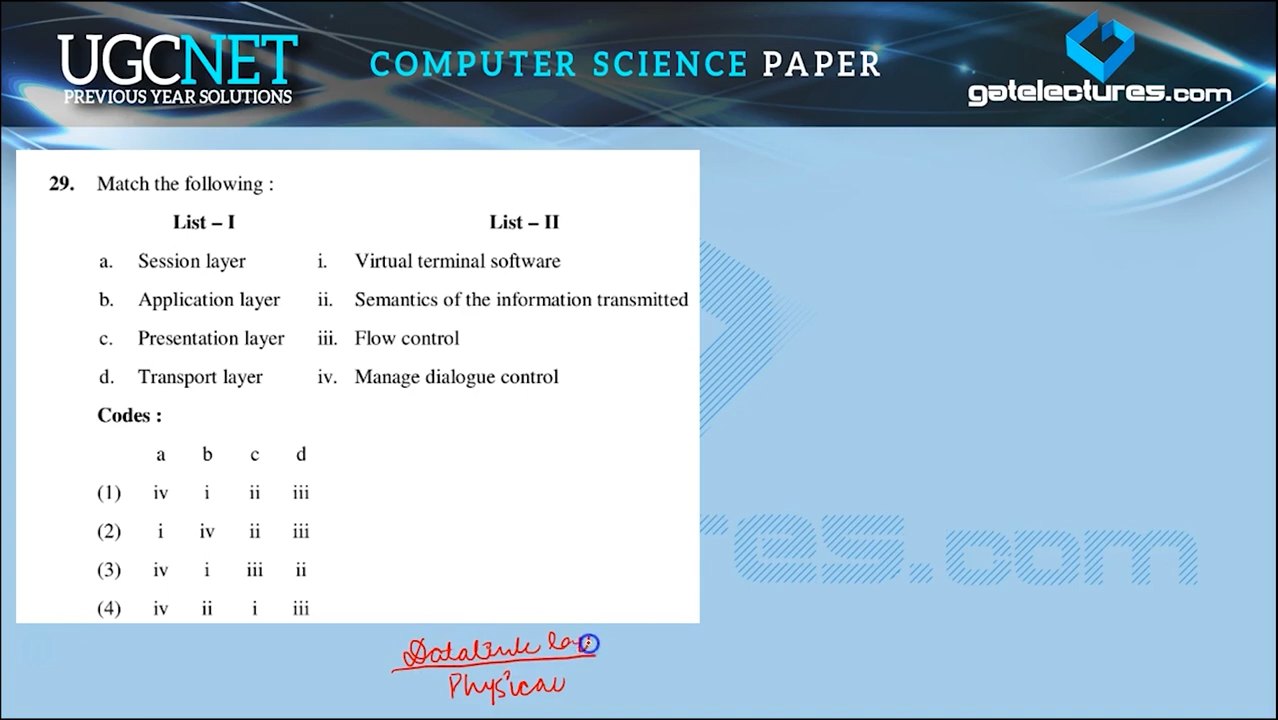 UGCNET
PREVIOUS YEAR SOLUTIONS
COMPUTER SCIENCE PAPER
gatelectures.com
29. Match the following :
List – I List – II
a. Session layer i. Virtual terminal software
b. Application layer ii. Semantics of the information transmitted
c. Presentation layer iii. Flow control
d. Transport layer iv. Manage dialogue control
Codes :
a b c d
(1) iv i ii iii
(2) i iv ii iii
(3) iv i iii ii
(4) iv ii i iii
res.com
Physical